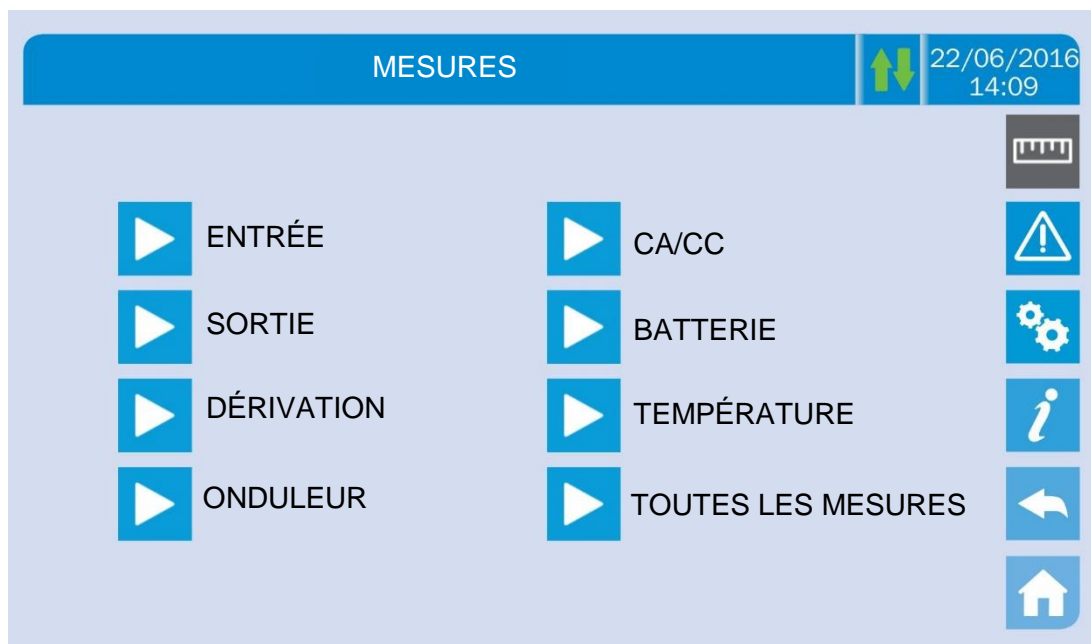 MESURES
22/06/2016
14:09
ENTRÉE
CA/CC
SORTIE
BATTERIE
DÉRIVATION
TEMPÉRATURE
ONDULEUR
TOUTES LES MESURES